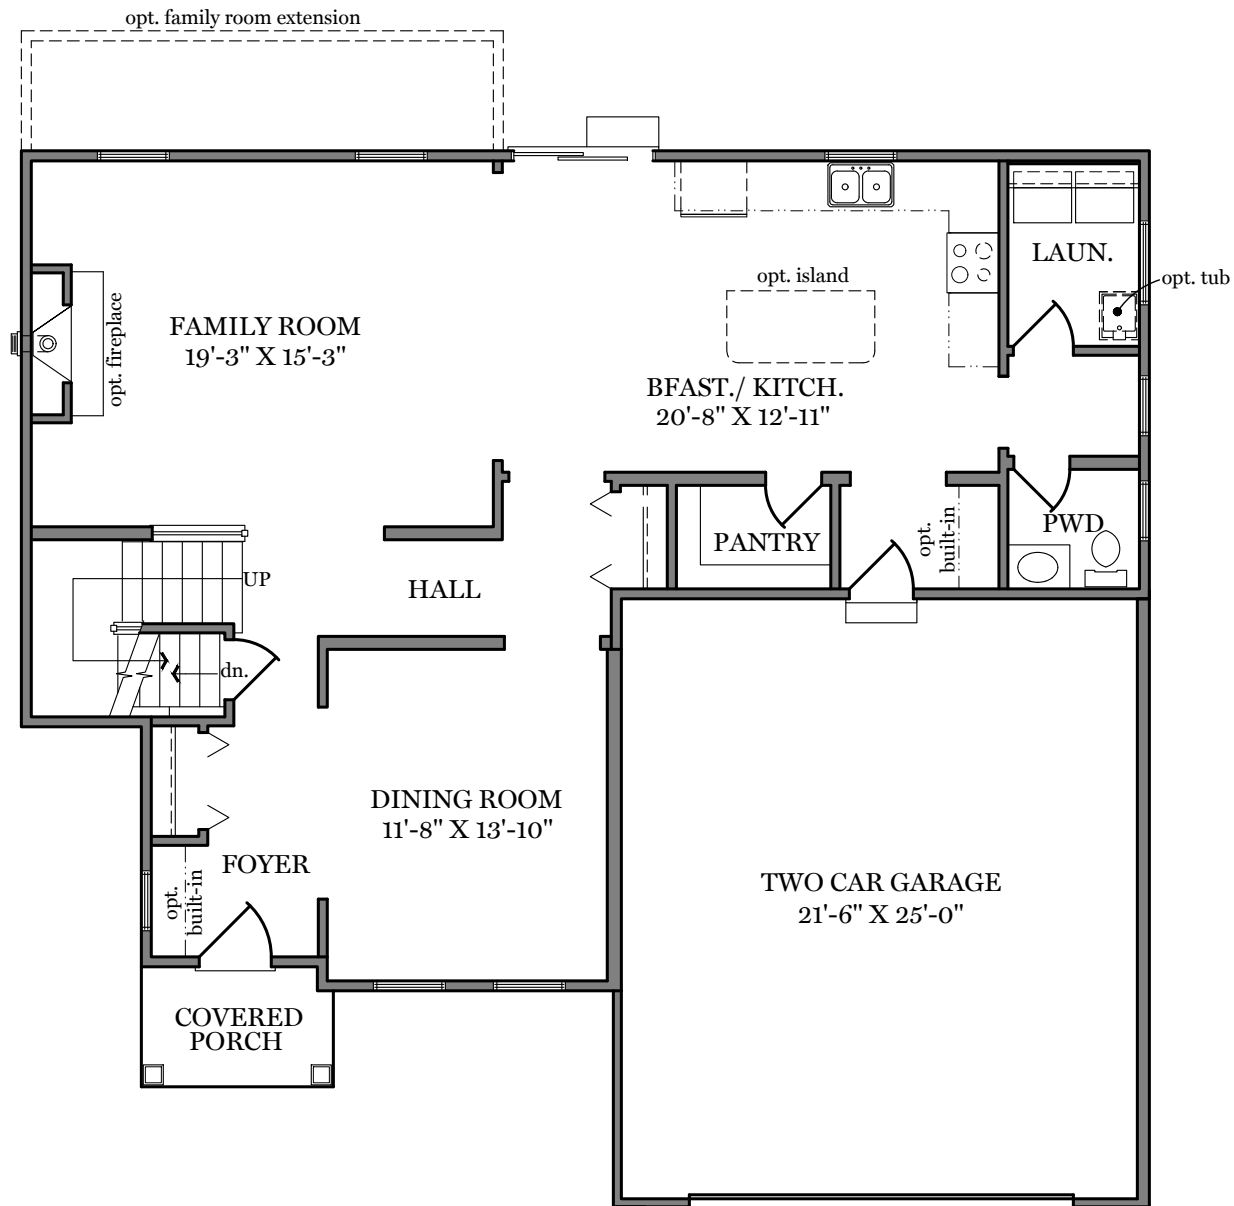 opt. family room extension
LAUN.
opt. tub
opt. island
opt. fireplace
FAMILY ROOM
19'-3" X 15'-3"
BFAST./ KITCH.
20'-8" X 12'-11"
opt.
built-in
PWD
PANTRY
UP
HALL
dn.
DINING ROOM
11'-8" X 13'-10"
FOYER
opt.
built-in
TWO CAR GARAGE
21'-6" X 25'-0"
COVERED
PORCH